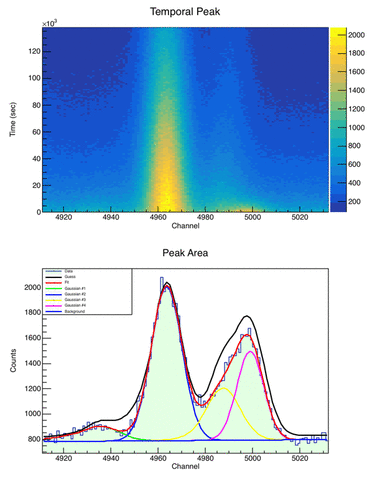 Temporal Peak
×10³
Time (sec)
120
100
80
60
40
20
0
4920 4940 4960 4980 5000 5020
Channel
2000
1800
1600
1400
1200
1000
800
600
400
200
Peak Area
Data
Guess
Fit
Gaussian #1
Gaussian #2
Gaussian #3
Gaussian #4
Background
Counts
2000
1800
1600
1400
1200
1000
800
4920 4940 4960 4980 5000 5020
Channel